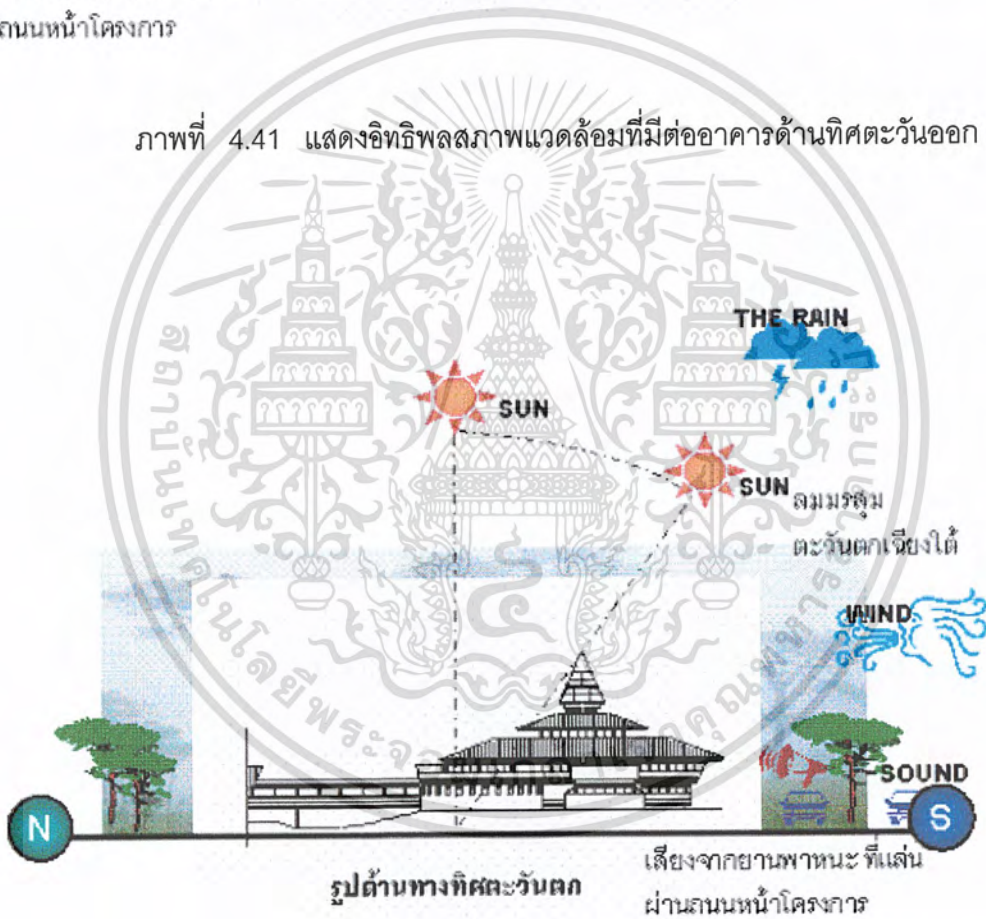 ถนนหน้าโครงการ
ภาพที่ 4.41 แสดงอิทธิพลสภาพแวดล้อมที่มีต่ออาคารด้านทิศตะวันออก
THE RAIN
SUN
SUN
ลมมรสุม
ตะวันตกเฉียงใต้
WIND
SOUND
N
S
เสียงจากยานพาหนะ ที่แล่น
ผ่านถนนหน้าโครงการ
รูปด้านทางทิศตะวันตก